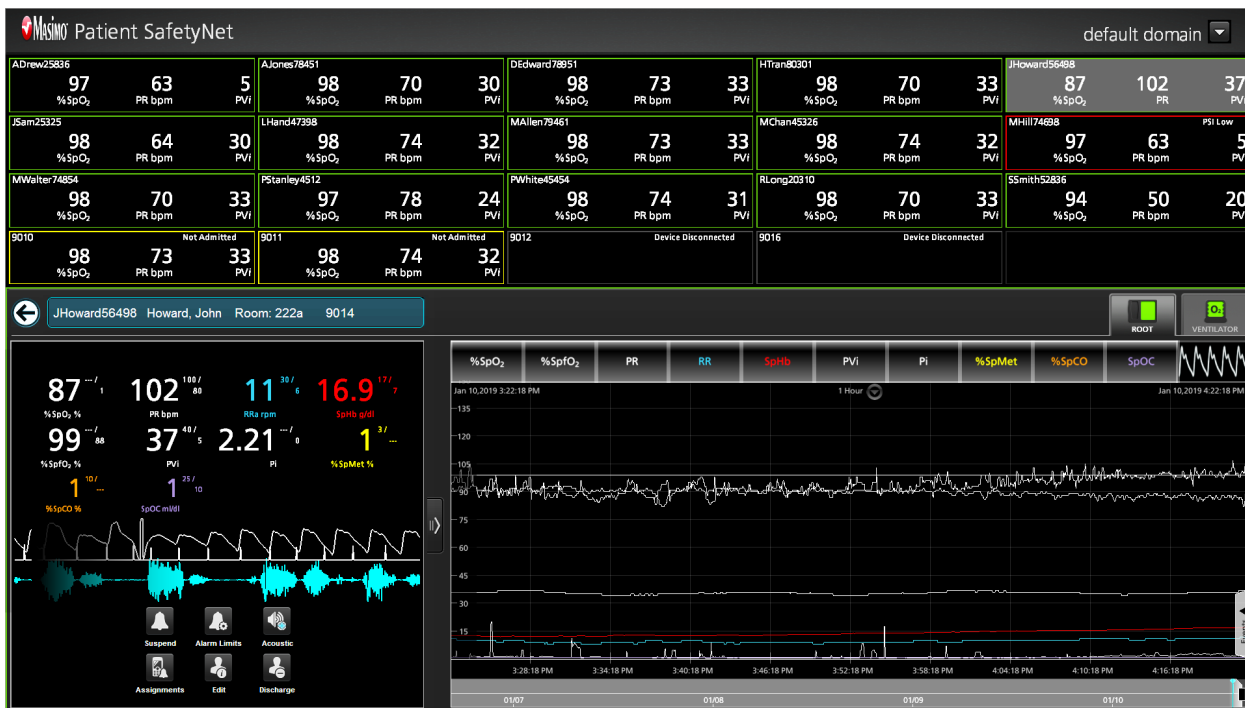 Masimo Patient SafetyNet
default domain
ADrew25836 AJones78451 DEdward78951 HTran80301 JHoward56498
97 63 5 98 70 30 98 73 33 98 70 33 87 102 37
%SpO₂ PR bpm PVi %SpO₂ PR bpm PVi %SpO₂ PR bpm PVi %SpO₂ PR bpm PVi %SpO₂ PR PVi
JSam25325 LHand47398 MAllen79461 MChan45326 MHill74698 PSI Low
98 64 30 98 74 32 98 73 33 98 74 32 97 63 5
%SpO₂ PR bpm PVi %SpO₂ PR bpm PVi %SpO₂ PR bpm PVi %SpO₂ PR bpm PVi %SpO₂ PR bpm PVi
MWalter74854 PStanley4512 PWhite45454 RLong20310 SSmith52836
98 70 33 97 78 24 98 74 31 98 70 33 94 50 20
%SpO₂ PR bpm PVi %SpO₂ PR bpm PVi %SpO₂ PR bpm PVi %SpO₂ PR bpm PVi %SpO₂ PR bpm PVi
9010 Not Admitted 9011 Not Admitted 9012 Device Disconnected 9016 Device Disconnected
98 73 33 98 74 32
%SpO₂ PR bpm PVi %SpO₂ PR bpm PVi
JHoward56498 Howard, John Room: 222a 9014
ROOT
O₂
VENTILATOR
87 ---/ 1 102 100/ 80 11 30/ 6 16.9 17/ 7
%SpO₂ % PR bpm RRa rpm SpHb g/dl
99 ---/ 88 37 40/ 5 2.21 ---/ 0 1 3/ ---
%SpfO₂ % PVi Pi %SpMet %
1 10/ --- 1 25/ 10
%SpCO % SpOC ml/dl
Suspend Alarm Limits Acoustic
Assignments Edit Discharge
%SpO₂ %SpfO₂ PR RR SpHb PVi Pi %SpMet %SpCO SpOC
Jan 10,2019 3:22:18 PM 1 Hour Jan 10,2019 4:22:18 PM
135
120
105
90
75
60
45
30
15
Events
3:28:18 PM 3:34:18 PM 3:40:18 PM 3:46:18 PM 3:52:18 PM 3:58:18 PM 4:04:18 PM 4:10:18 PM 4:16:18 PM
01/07 01/08 01/09 01/10